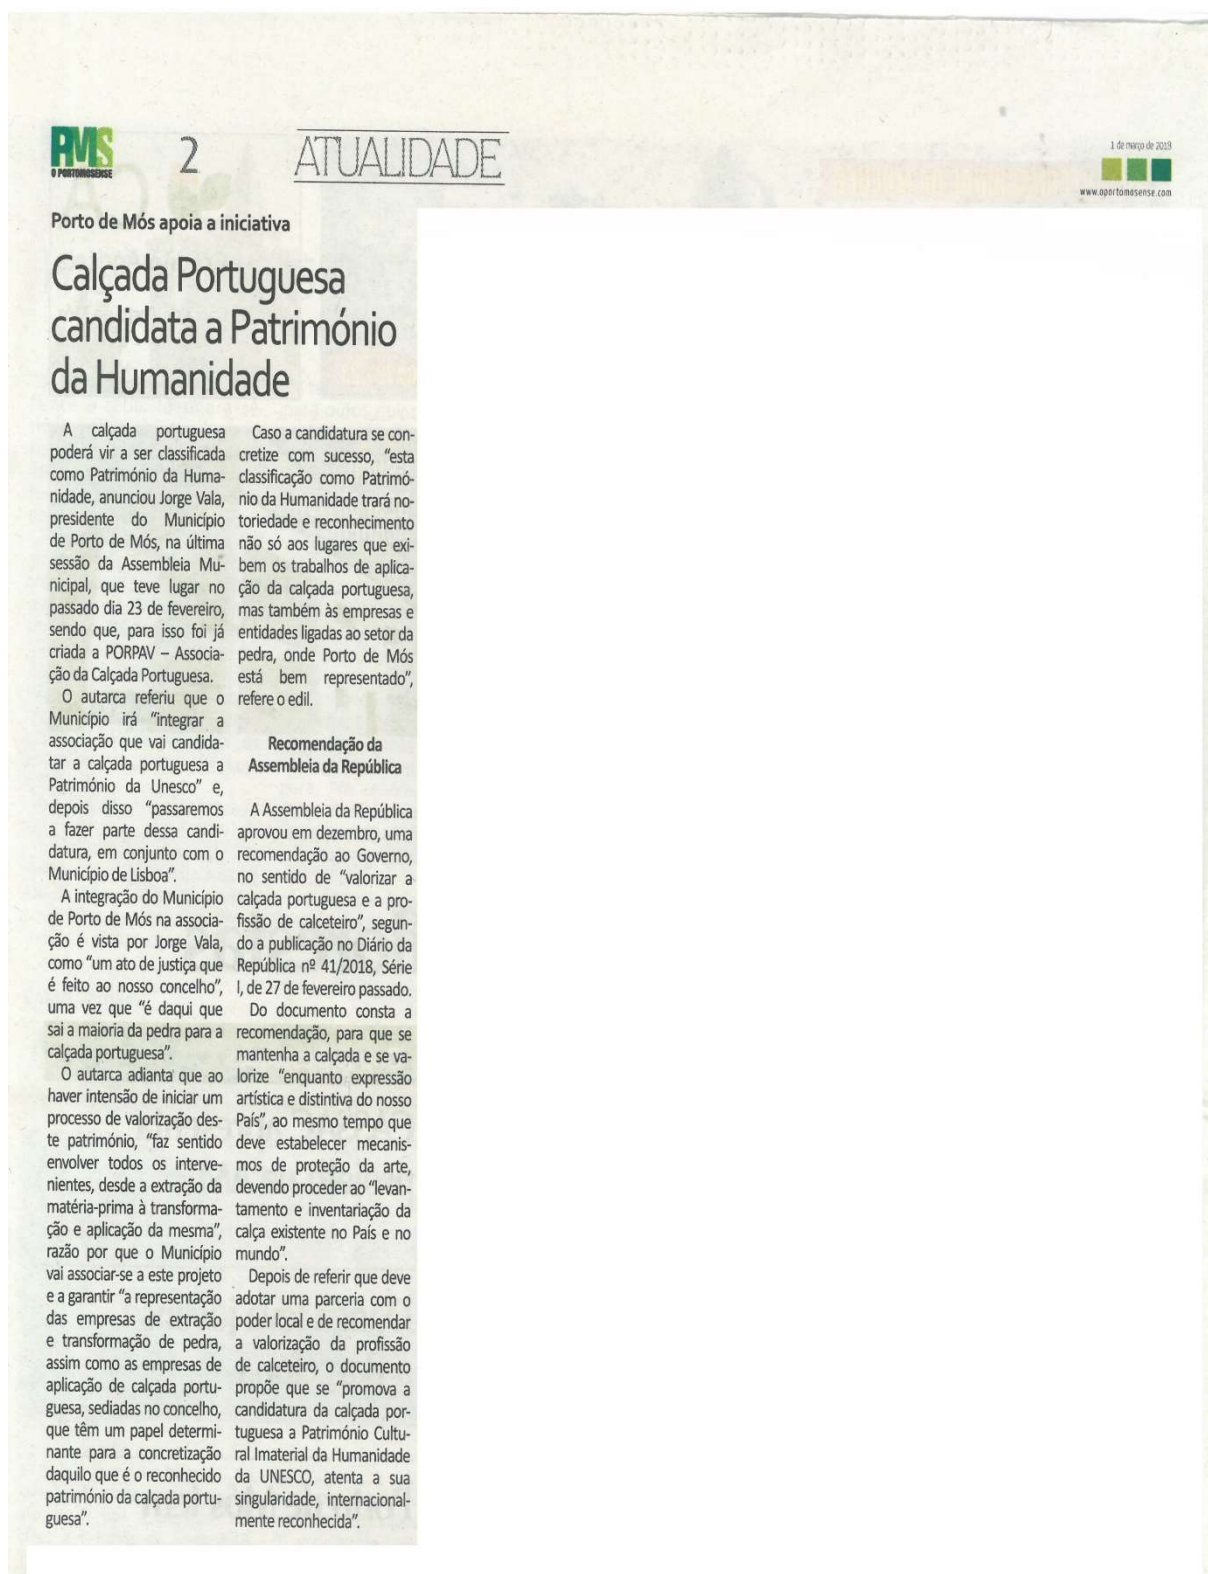 PMS
O PORTOMOSENSE
2
ATUALIDADE
1 de março de 2018
www.oportomosense.com
Porto de Mós apoia a iniciativa
Calçada Portuguesa
candidata a Património
da Humanidade
A calçada portuguesa
poderá vir a ser classificada
como Património da Huma-
nidade, anunciou Jorge Vala,
presidente do Município
de Porto de Mós, na última
sessão da Assembleia Mu-
nicipal, que teve lugar no
passado dia 23 de fevereiro,
sendo que, para isso foi já
criada a PORPAV – Associa-
ção da Calçada Portuguesa.
O autarca referiu que o
Município irá “integrar a
associação que vai candida-
tar a calçada portuguesa a
Património da Unesco” e,
depois disso “passaremos
a fazer parte dessa candi-
datura, em conjunto com o
Município de Lisboa”.
A integração do Município
de Porto de Mós na associa-
ção é vista por Jorge Vala,
como “um ato de justiça que
é feito ao nosso concelho”,
uma vez que “é daqui que
sai a maioria da pedra para a
calçada portuguesa”.
O autarca adianta que ao
haver intensão de iniciar um
processo de valorização des-
te património, “faz sentido
envolver todos os interve-
nientes, desde a extração da
matéria-prima à transforma-
ção e aplicação da mesma”,
razão por que o Município
vai associar-se a este projeto
e a garantir “a representação
das empresas de extração
e transformação de pedra,
assim como as empresas de
aplicação de calçada portu-
guesa, sediadas no concelho,
que têm um papel determi-
nante para a concretização
daquilo que é o reconhecido
património da calçada portu-
guesa”.
Caso a candidatura se con-
cretize com sucesso, “esta
classificação como Patrimó-
nio da Humanidade trará no-
toriedade e reconhecimento
não só aos lugares que exi-
bem os trabalhos de aplica-
ção da calçada portuguesa,
mas também às empresas e
entidades ligadas ao setor da
pedra, onde Porto de Mós
está bem representado”,
refere o edil.
Recomendação da
Assembleia da República
A Assembleia da República
aprovou em dezembro, uma
recomendação ao Governo,
no sentido de “valorizar a
calçada portuguesa e a pro-
fissão de calceteiro”, segun-
do a publicação no Diário da
República nº 41/2018, Série
I, de 27 de fevereiro passado.
Do documento consta a
recomendação, para que se
mantenha a calçada e se va-
lorize “enquanto expressão
artística e distintiva do nosso
País”, ao mesmo tempo que
deve estabelecer mecanis-
mos de proteção da arte,
devendo proceder ao “levan-
tamento e inventariação da
calça existente no País e no
mundo”.
Depois de referir que deve
adotar uma parceria com o
poder local e de recomendar
a valorização da profissão
de calceteiro, o documento
propõe que se “promova a
candidatura da calçada por-
tuguesa a Património Cultu-
ral Imaterial da Humanidade
da UNESCO, atenta a sua
singularidade, internacional-
mente reconhecida”.